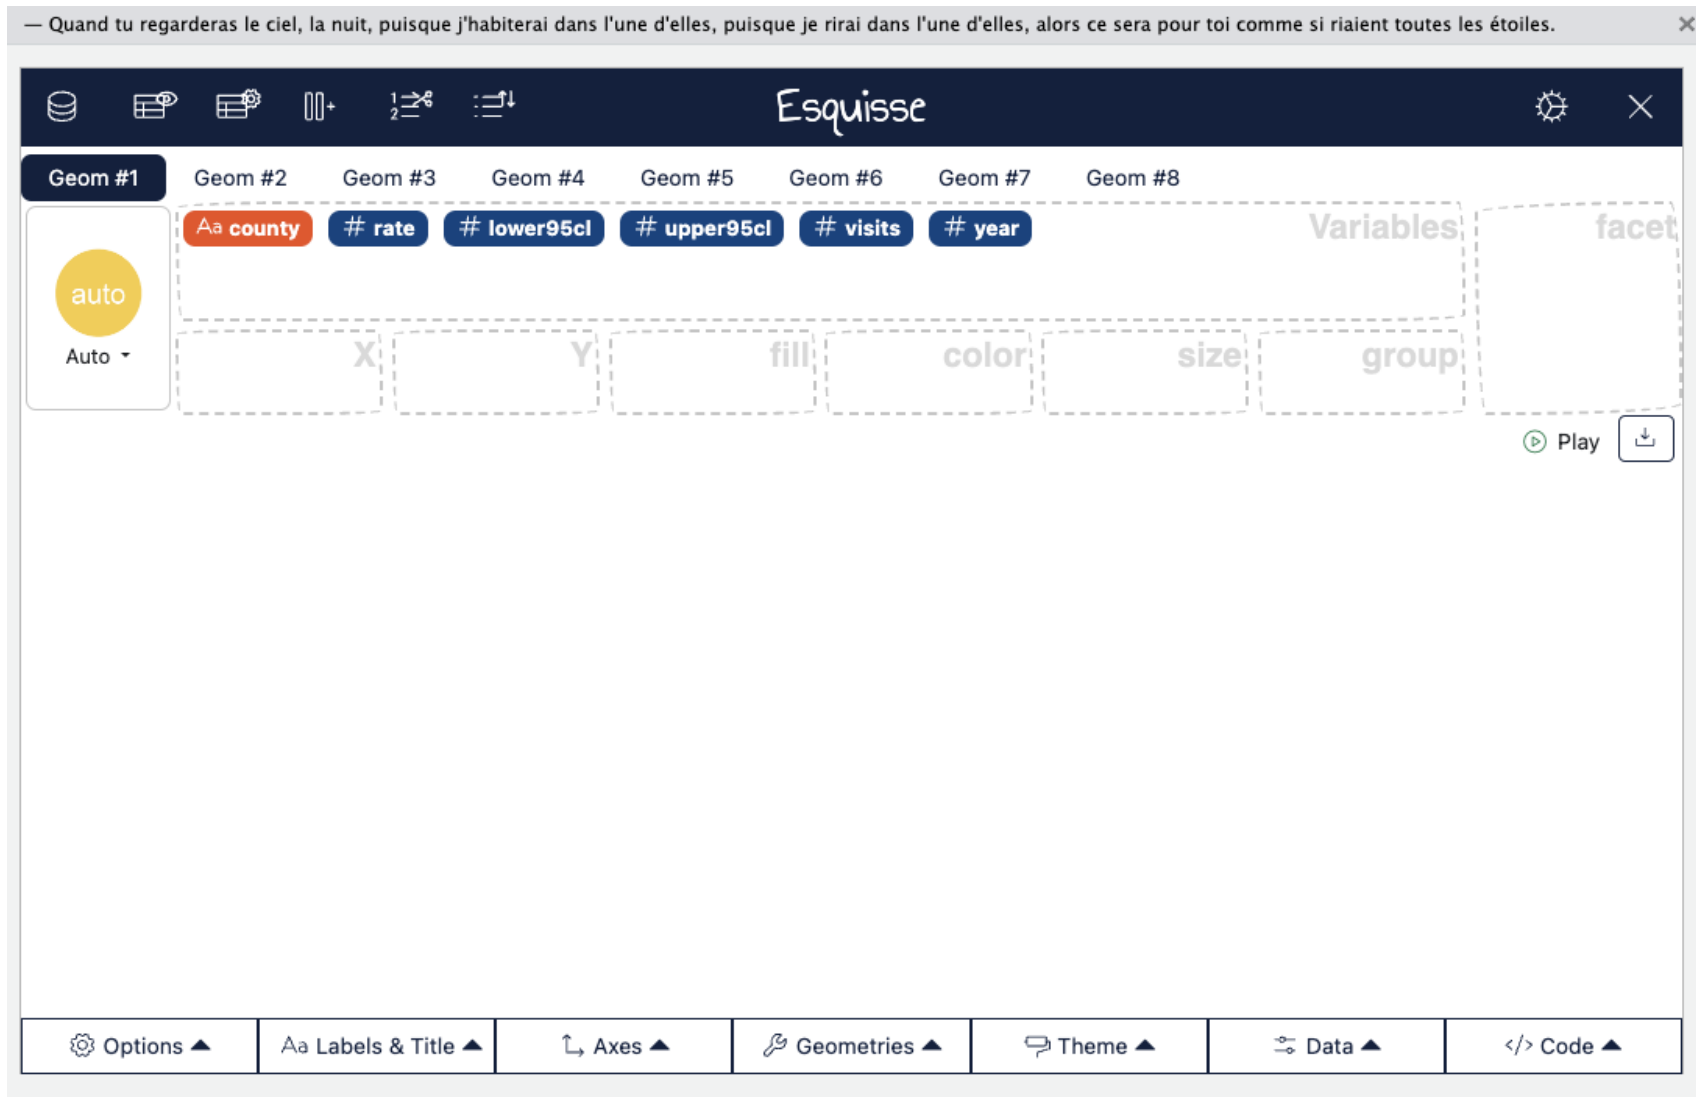 — Quand tu regarderas le ciel, la nuit, puisque j'habiterai dans l'une d'elles, puisque je rirai dans l'une d'elles, alors ce sera pour toi comme si riaient toutes les étoiles.
Esquisse
Geom #1 Geom #2 Geom #3 Geom #4 Geom #5 Geom #6 Geom #7 Geom #8
Aa county # rate # lower95cl # upper95cl # visits # year Variables facet
auto
Auto X Y fill color size group
Play
Options Aa Labels & Title Axes Geometries Theme Data </> Code